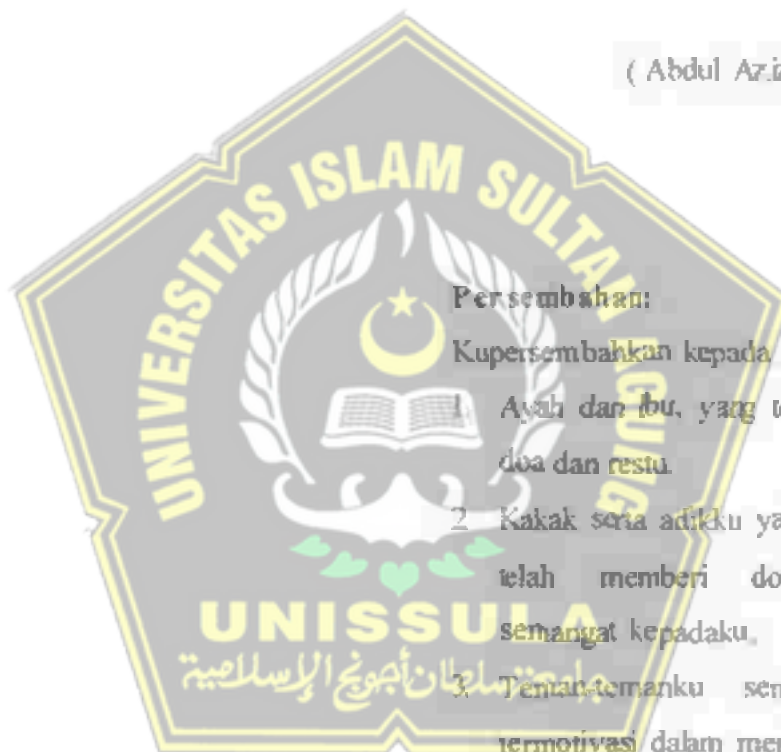 ( Abdul Aziz
UNIVERSITAS ISLAM SULTAN AGUNG
Persembahan:
Kupersembahkan kepada
1. Ayah dan Ibu, yang
doa dan restu.
2 Kakak serta adikku
telah memberi
semangat kepadaku.
3. Teman-temanku
termotivasi dalam
UNISSULA
جامعة سلطان أجونج الإسلامية